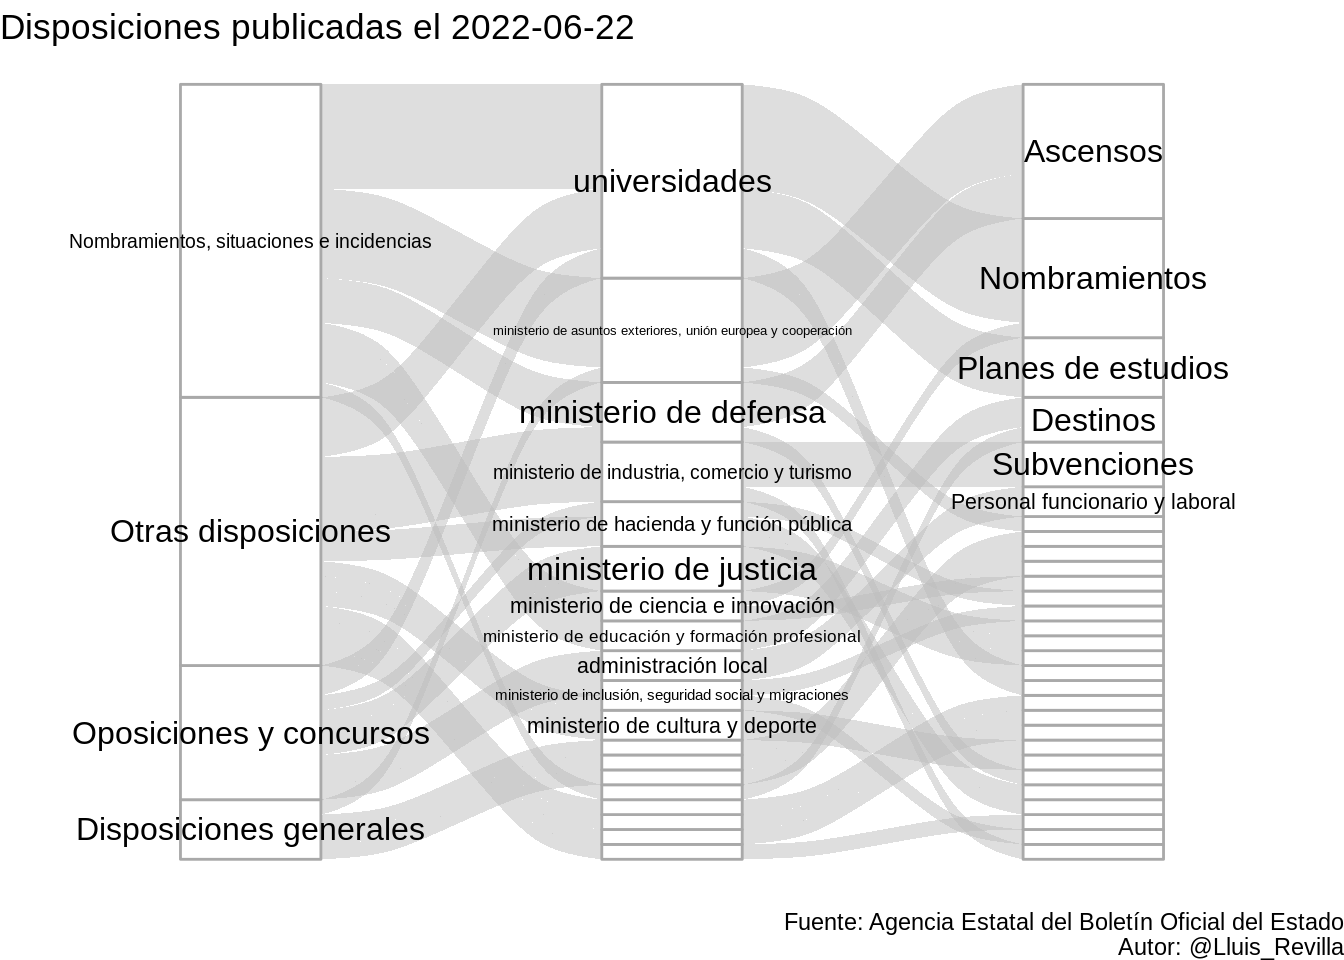 Disposiciones publicadas el 2022-06-22
Nombramientos, situaciones e incidencias
Otras disposiciones
Oposiciones y concursos
Disposiciones generales
universidades
ministerio de asuntos exteriores, unión europea y cooperación
ministerio de defensa
ministerio de industria, comercio y turismo
ministerio de hacienda y función pública
ministerio de justicia
ministerio de ciencia e innovación
ministerio de educación y formación profesional
administración local
ministerio de inclusión, seguridad social y migraciones
ministerio de cultura y deporte
Ascensos
Nombramientos
Planes de estudios
Destinos
Subvenciones
Personal funcionario y laboral
Fuente: Agencia Estatal del Boletín Oficial del Estado
Autor: @Lluis_Revilla